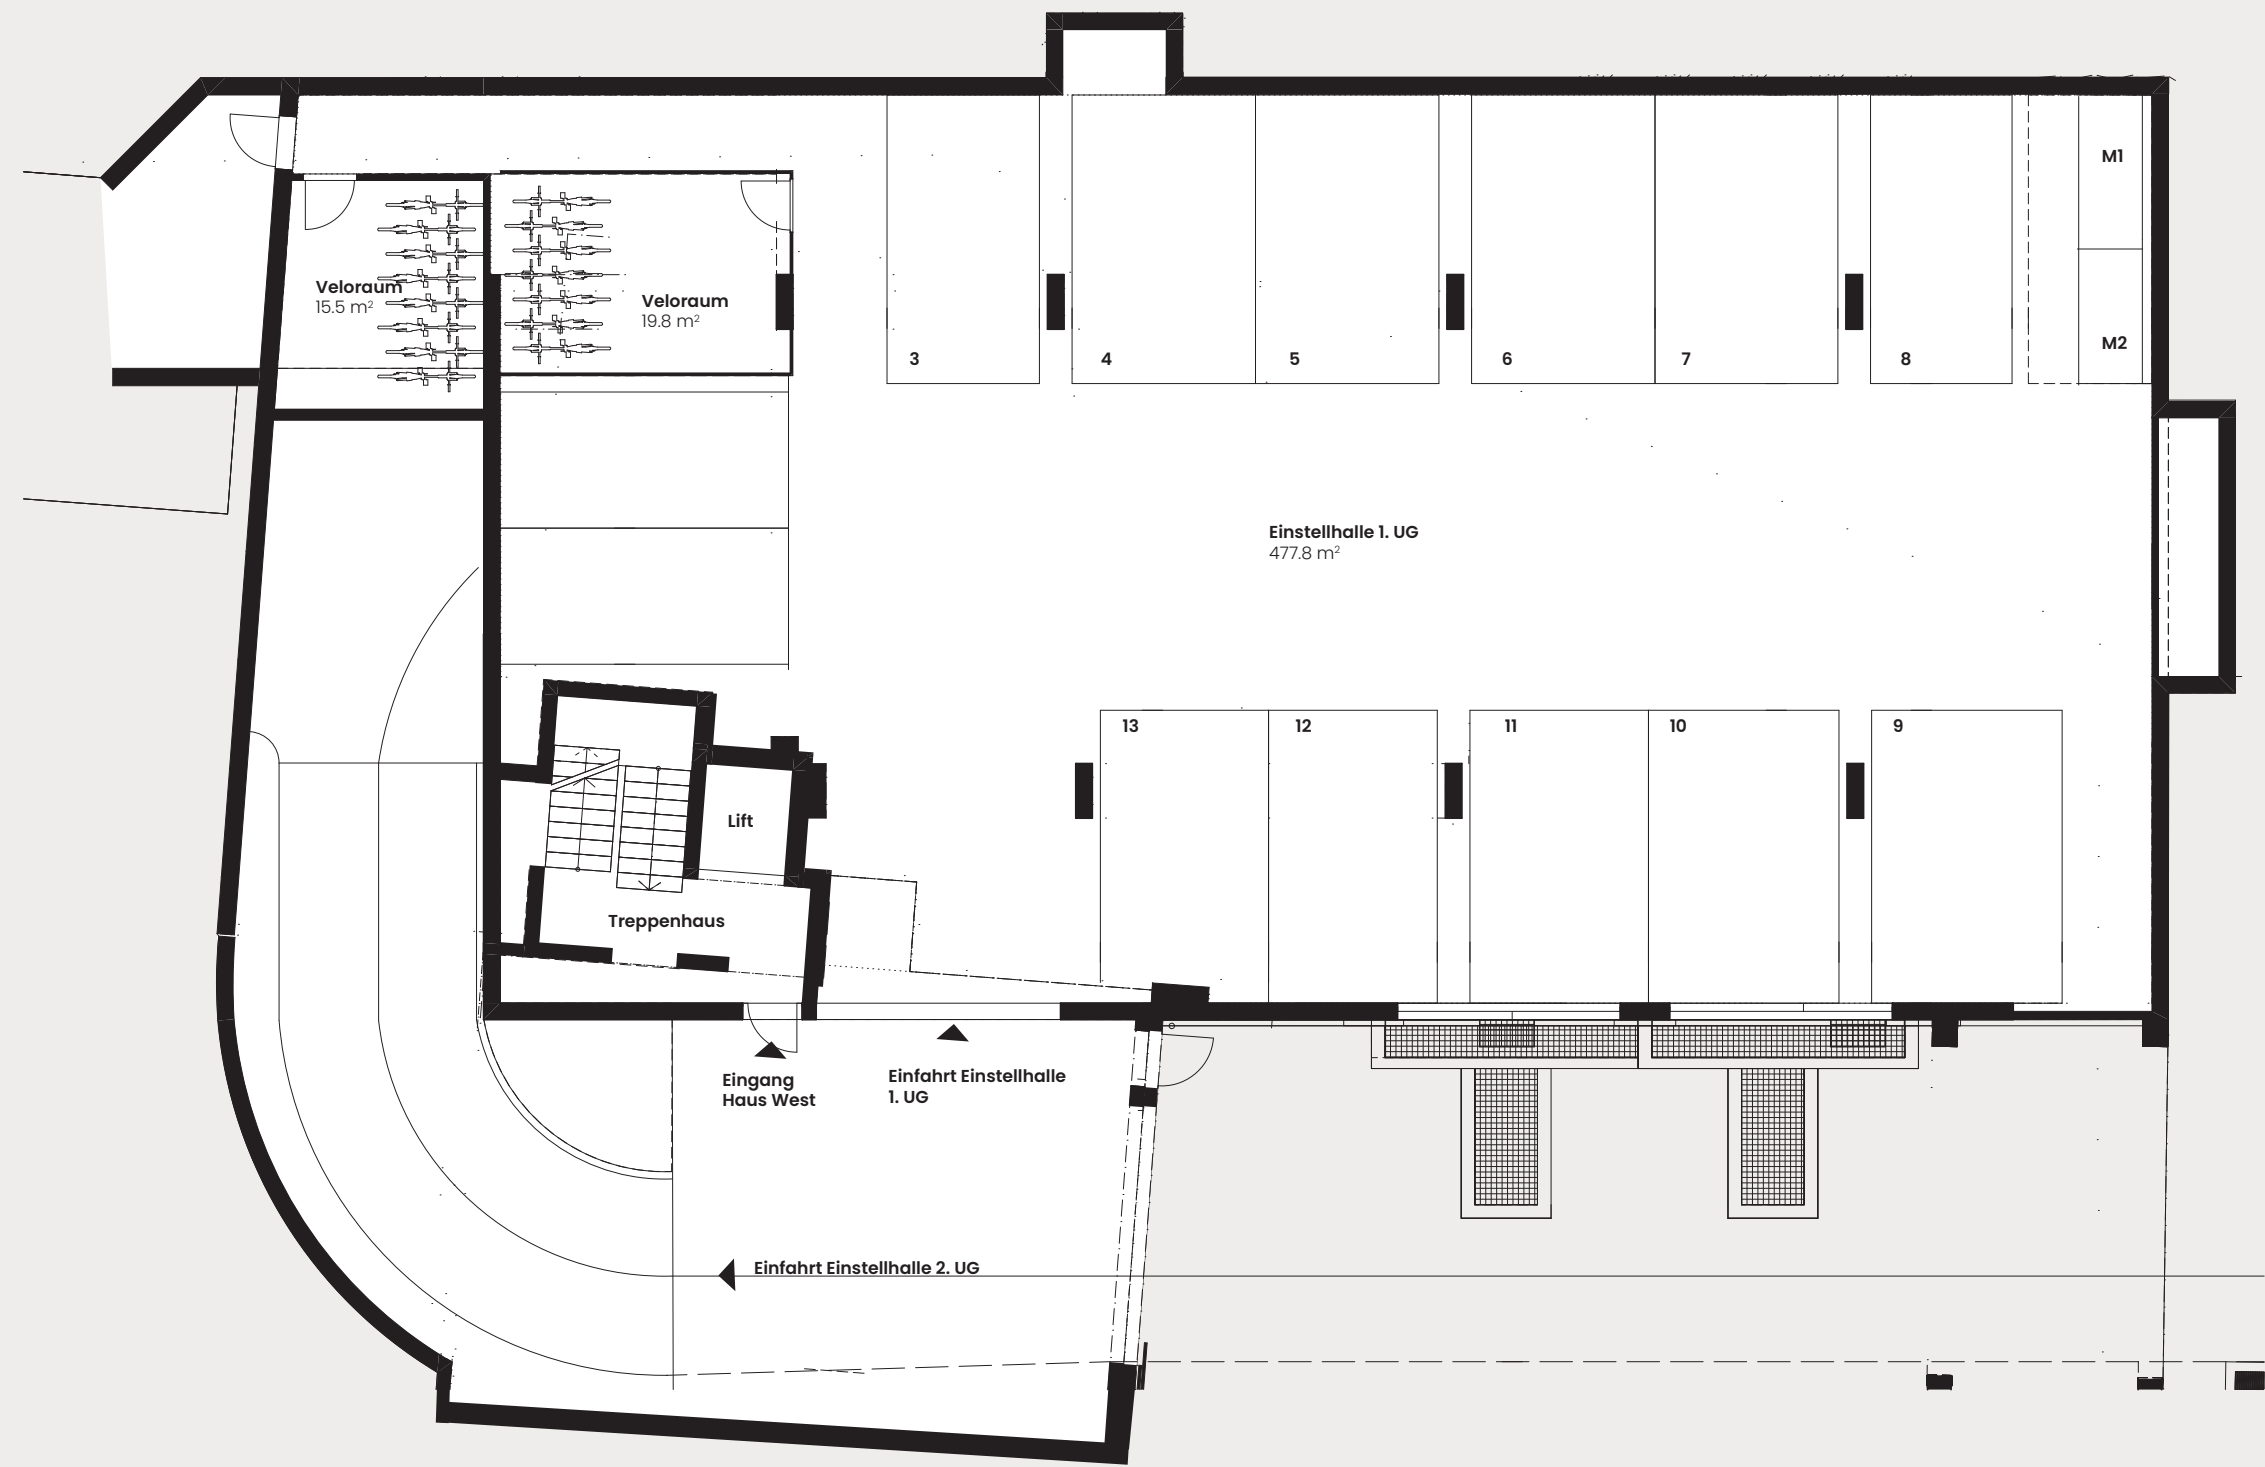 M1
Veloraum
15.5 m²
Veloraum
19.8 m²
M2
3
4
5
6
7
8
Einstellhalle 1. UG
477.8 m²
13
12
11
10
9
Lift
Treppenhaus
Eingang
Haus West
Einfahrt Einstellhalle
1. UG
Einfahrt Einstellhalle 2. UG